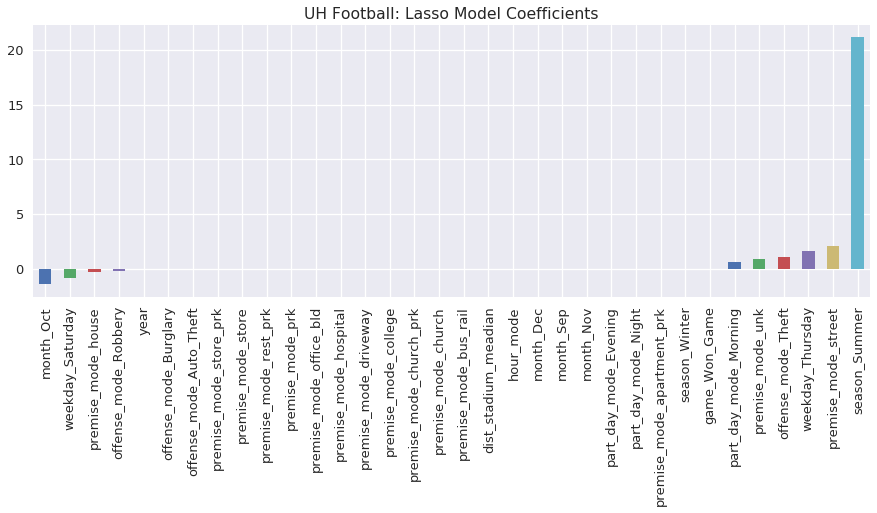 UH Football: Lasso Model Coefficients
20
15
10
5
0
month_Oct
weekday_Saturday
premise_mode_house
offense_mode_Robbery
year
offense_mode_Burglary
offense_mode_Auto_Theft
premise_mode_store_prk
premise_mode_store
premise_mode_rest_prk
premise_mode_prk
premise_mode_office_bld
premise_mode_hospital
premise_mode_driveway
premise_mode_college
premise_mode_church_prk
premise_mode_church
premise_mode_bus_rail
dist_stadium_meadian
hour_mode
month_Dec
month_Sep
month_Nov
part_day_mode_Evening
part_day_mode_Night
premise_mode_apartment_prk
season_Winter
game_Won_Game
part_day_mode_Morning
premise_mode_unk
offense_mode_Theft
weekday_Thursday
premise_mode_street
season_Summer